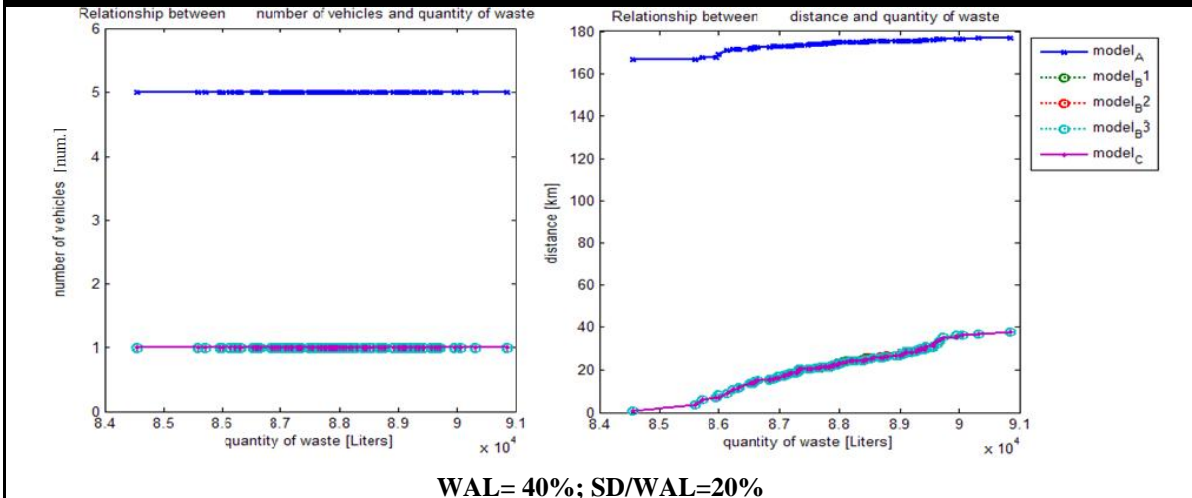 Relationship between number of vehicles and quantity of waste
number of vehicles [num.]
6
5
4
3
2
1
0
8.4 8.5 8.6 8.7 8.8 8.9 9 9.1
quantity of waste [Liters]
x 10^4
Relationship between distance and quantity of waste
distance [km]
180
160
140
120
100
80
60
40
20
0
8.4 8.5 8.6 8.7 8.8 8.9 9 9.1
quantity of waste [Liters]
x 10^4
model_A
model_B1
model_B2
model_B3
model_C
WAL= 40%; SD/WAL=20%